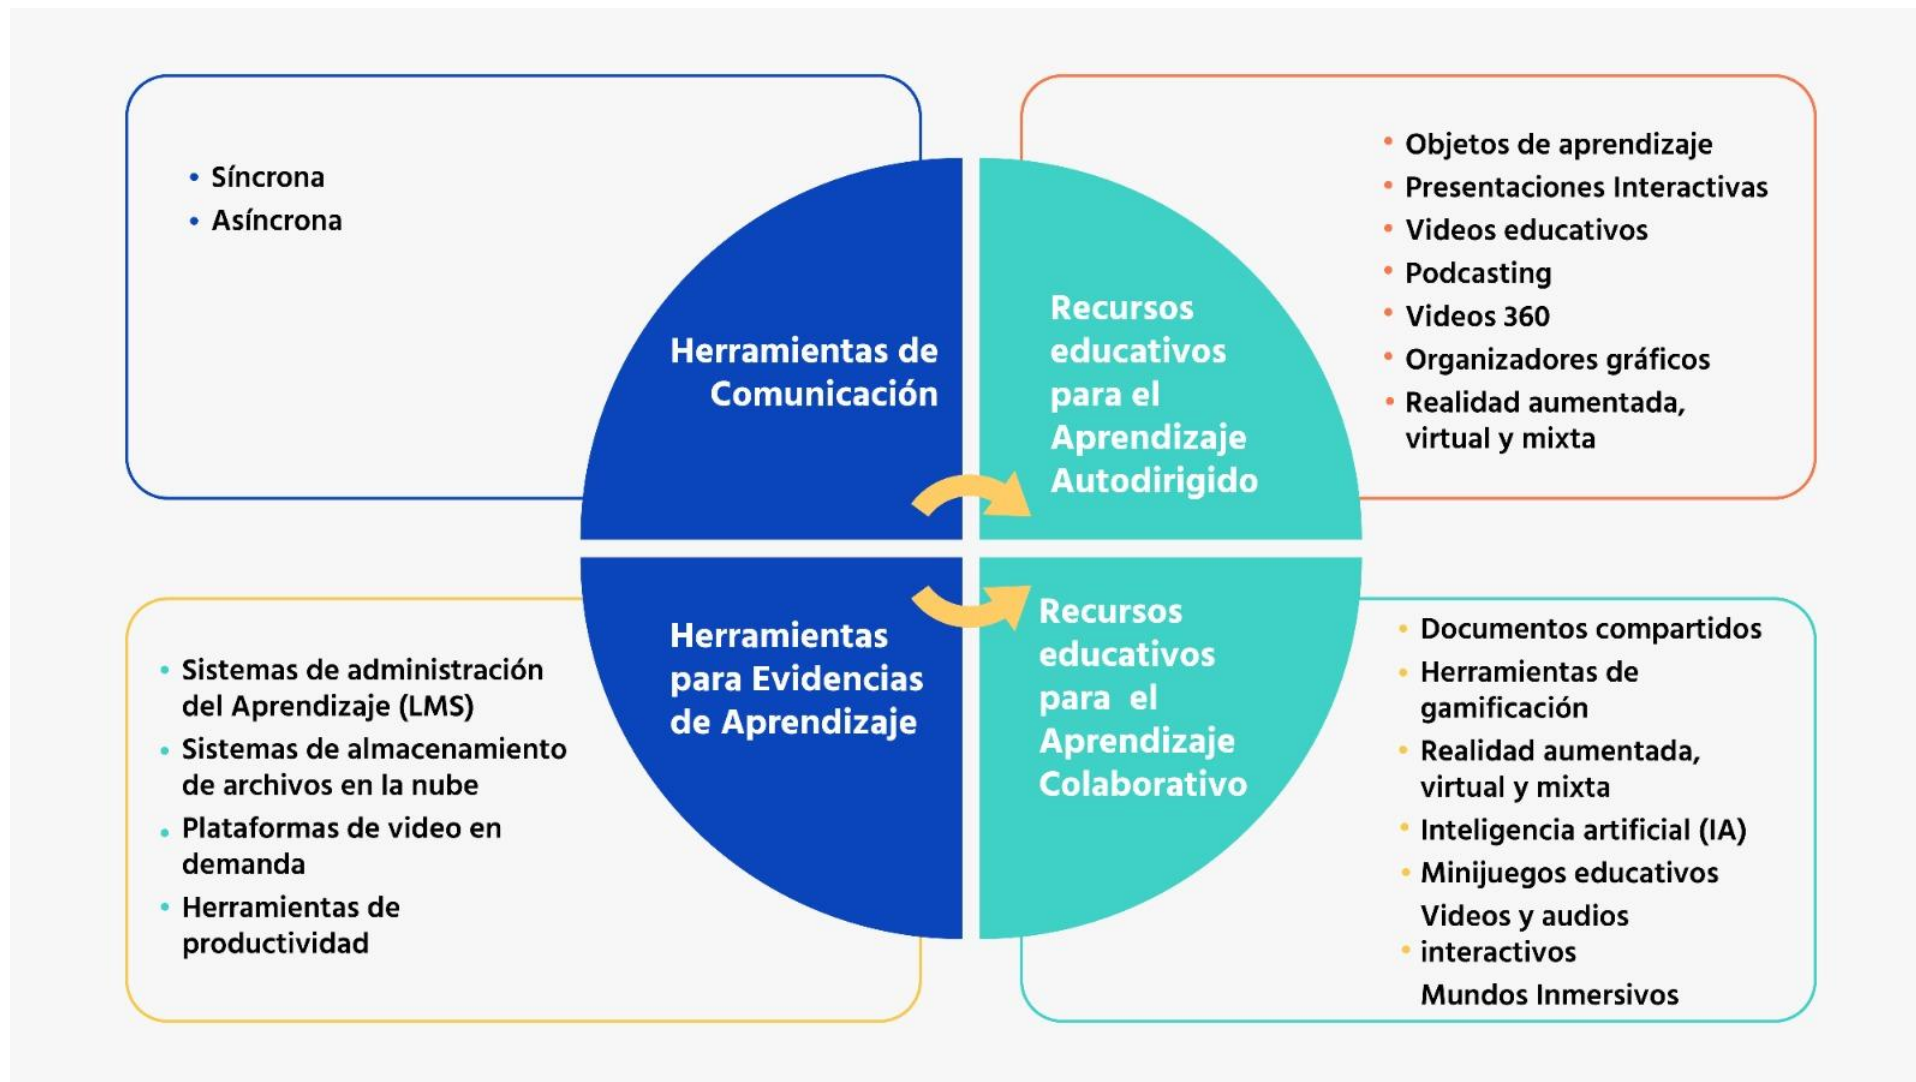 Síncrona
Asíncrona
Herramientas de
Comunicación
Recursos
educativos
para el
Aprendizaje
Autodirigido
Objetos de aprendizaje
Presentaciones Interactivas
Videos educativos
Podcasting
Videos 360
Organizadores gráficos
Realidad aumentada,
virtual y mixta
Sistemas de administración
del Aprendizaje (LMS)
Sistemas de almacenamiento
de archivos en la nube
Plataformas de video en
demanda
Herramientas de
productividad
Herramientas
para Evidencias
de Aprendizaje
Recursos
educativos
para el
Aprendizaje
Colaborativo
Documentos compartidos
Herramientas de
gamificación
Realidad aumentada,
virtual y mixta
Inteligencia artificial (IA)
Minijuegos educativos
Videos y audios
interactivos
Mundos Inmersivos